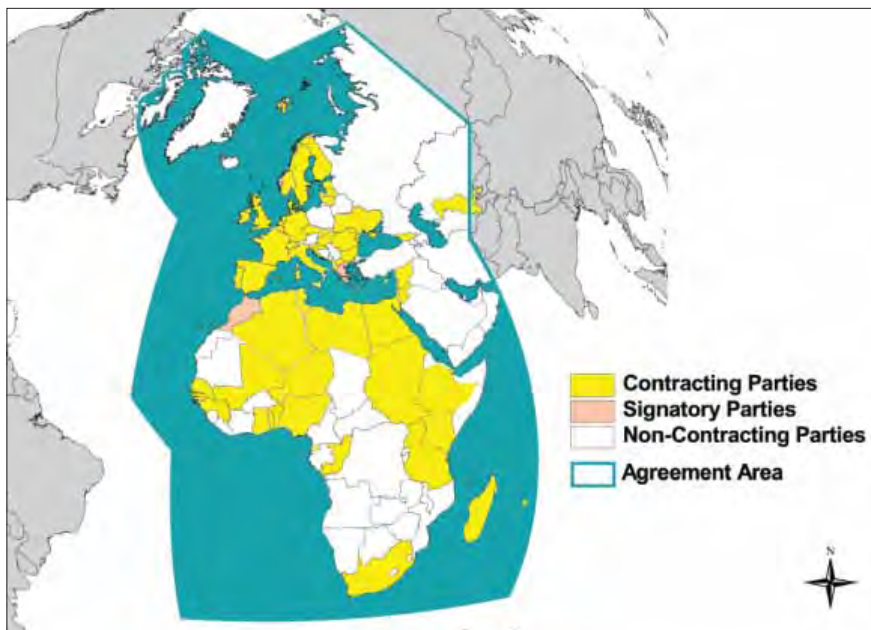 Contracting Parties
Signatory Parties
Non-Contracting Parties
Agreement Area
N